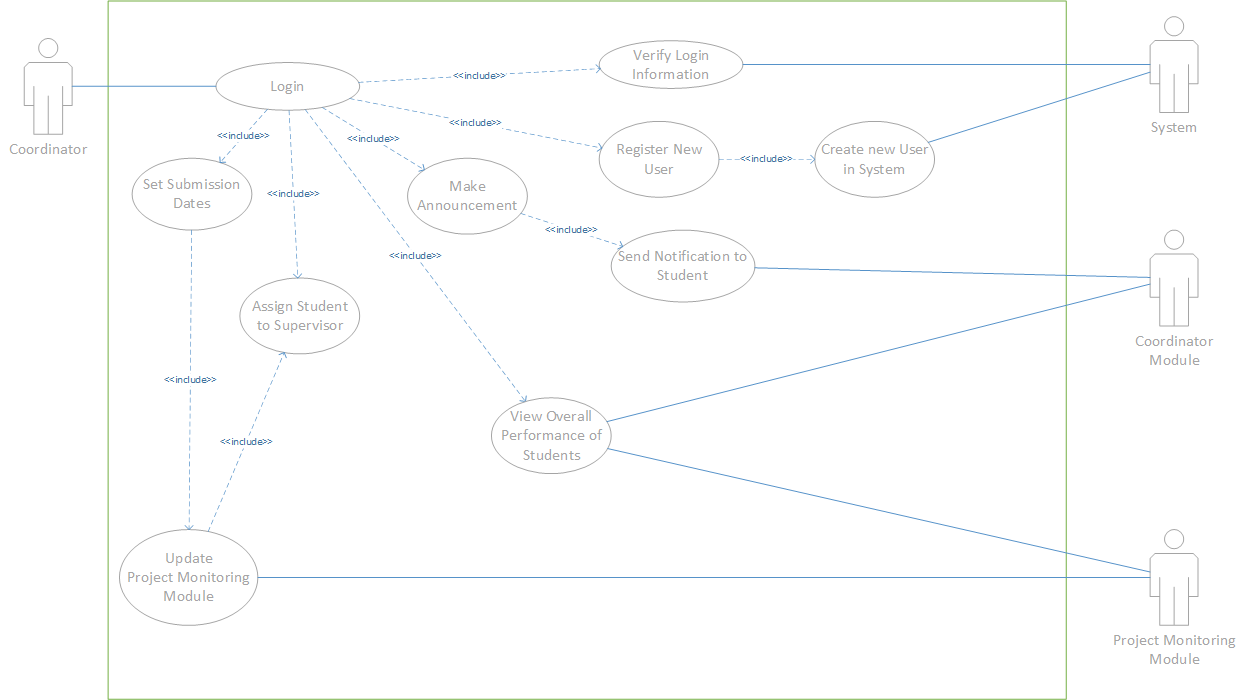 Verify Login
Information
System
Login
<<include>>
Coordinator
<<include>>
<<include>>
<<include>>
Register New
User
<<include>>
Create new User
in System
Set Submission
Dates
<<include>>
Make
Announcement
<<include>>
Send Notification to
Student
<<include>>
Coordinator
Module
Assign Student
to Supervisor
<<include>>
<<include>>
View Overall
Performance of
Students
Update
Project Monitoring
Module
Project Monitoring
Module